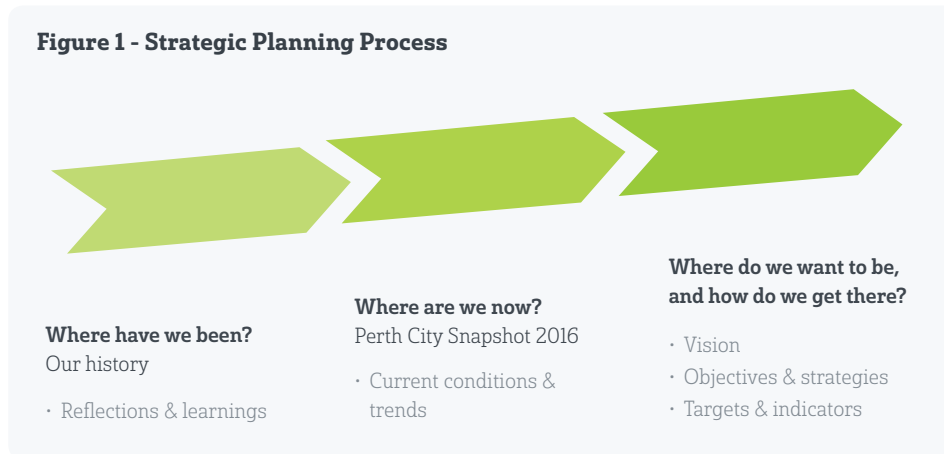 Figure 1 - Strategic Planning Process
Where have we been?
Our history
· Reflections & learnings
Where are we now?
Perth City Snapshot 2016
· Current conditions &
trends
Where do we want to be,
and how do we get there?
· Vision
· Objectives & strategies
· Targets & indicators